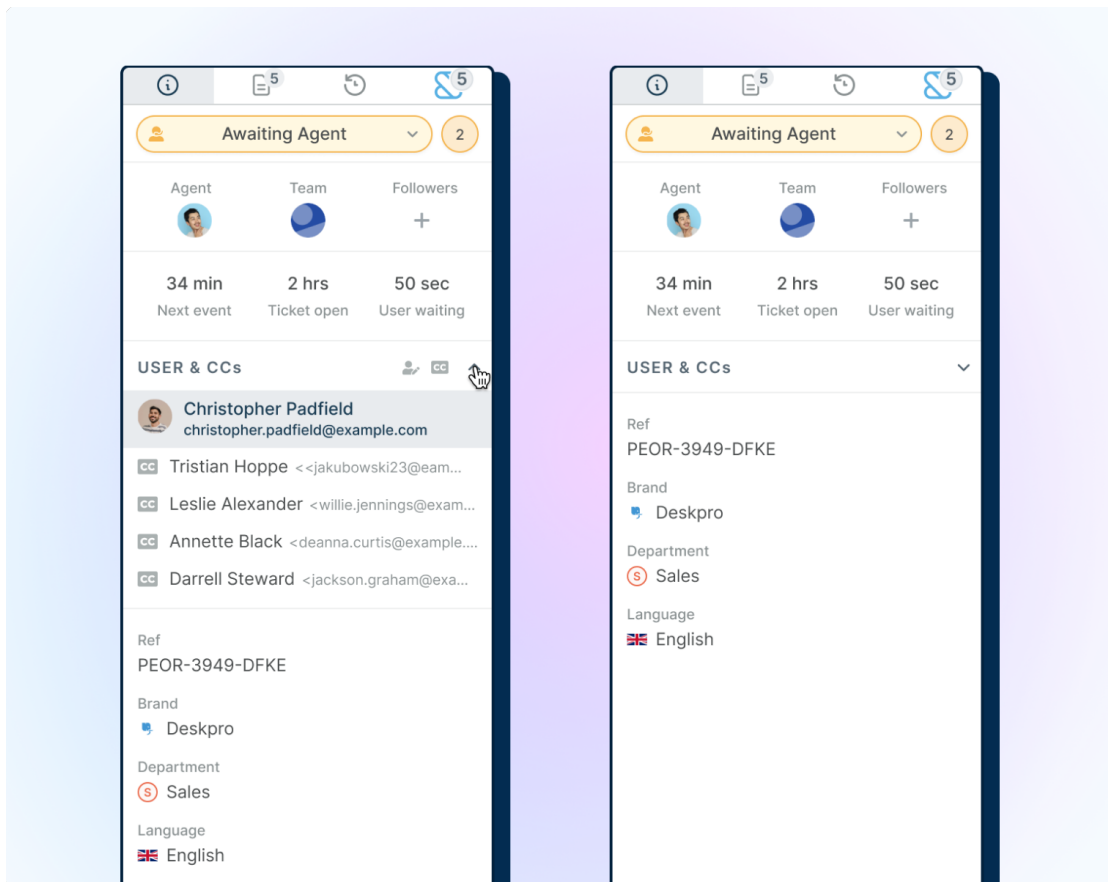 5
5
Awaiting Agent
2
Agent
Team
Followers
34 min
2 hrs
50 sec
Next event
Ticket open
User waiting
USER & CCs
CC
Christopher Padfield
christopher.padfield@example.com
CC Tristian Hoppe <<jakubowski23@eam...
CC Leslie Alexander <willie.jennings@exam...
CC Annette Black <deanna.curtis@example....
CC Darrell Steward <jackson.graham@exa...
Ref
PEOR-3949-DFKE
Brand
Deskpro
Department
S Sales
Language
English
5
5
Awaiting Agent
2
Agent
Team
Followers
34 min
2 hrs
50 sec
Next event
Ticket open
User waiting
USER & CCs
Ref
PEOR-3949-DFKE
Brand
Deskpro
Department
S Sales
Language
English